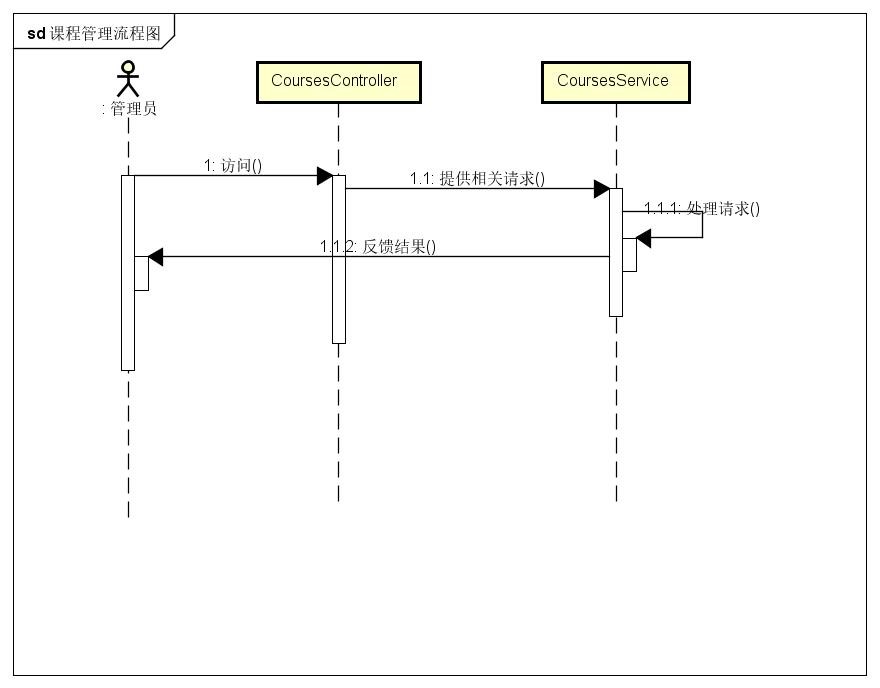 sd 课程管理流程图
: 管理员
CoursesController
CoursesService
1: 访问()
1.1: 提供相关请求()
1.1.1: 处理请求()
1.1.2: 反馈结果()